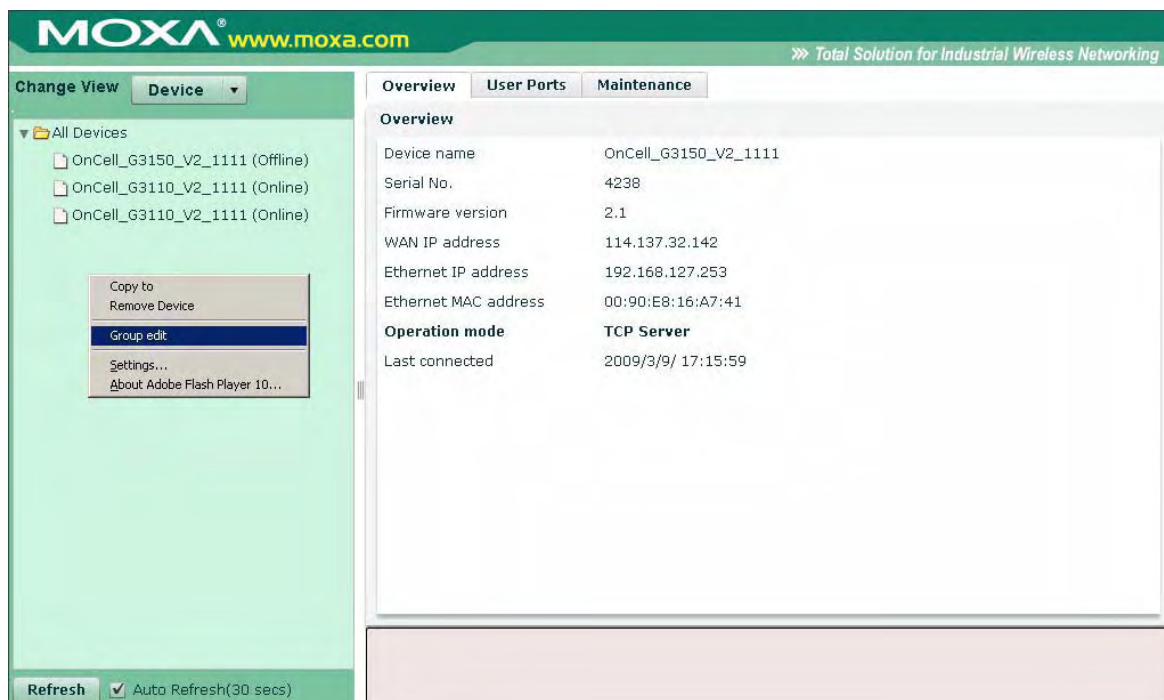 MOXA® www.moxa.com
»» Total Solution for Industrial Wireless Networking
Change View Device
All Devices
OnCell_G3150_V2_1111 (Offline)
OnCell_G3110_V2_1111 (Online)
OnCell_G3110_V2_1111 (Online)
Copy to
Remove Device
Group edit
Settings...
About Adobe Flash Player 10...
Refresh Auto Refresh(30 secs)
Overview User Ports Maintenance
Overview
Device name OnCell_G3150_V2_1111
Serial No. 4238
Firmware version 2.1
WAN IP address 114.137.32.142
Ethernet IP address 192.168.127.253
Ethernet MAC address 00:90:E8:16:A7:41
Operation mode TCP Server
Last connected 2009/3/9/ 17:15:59